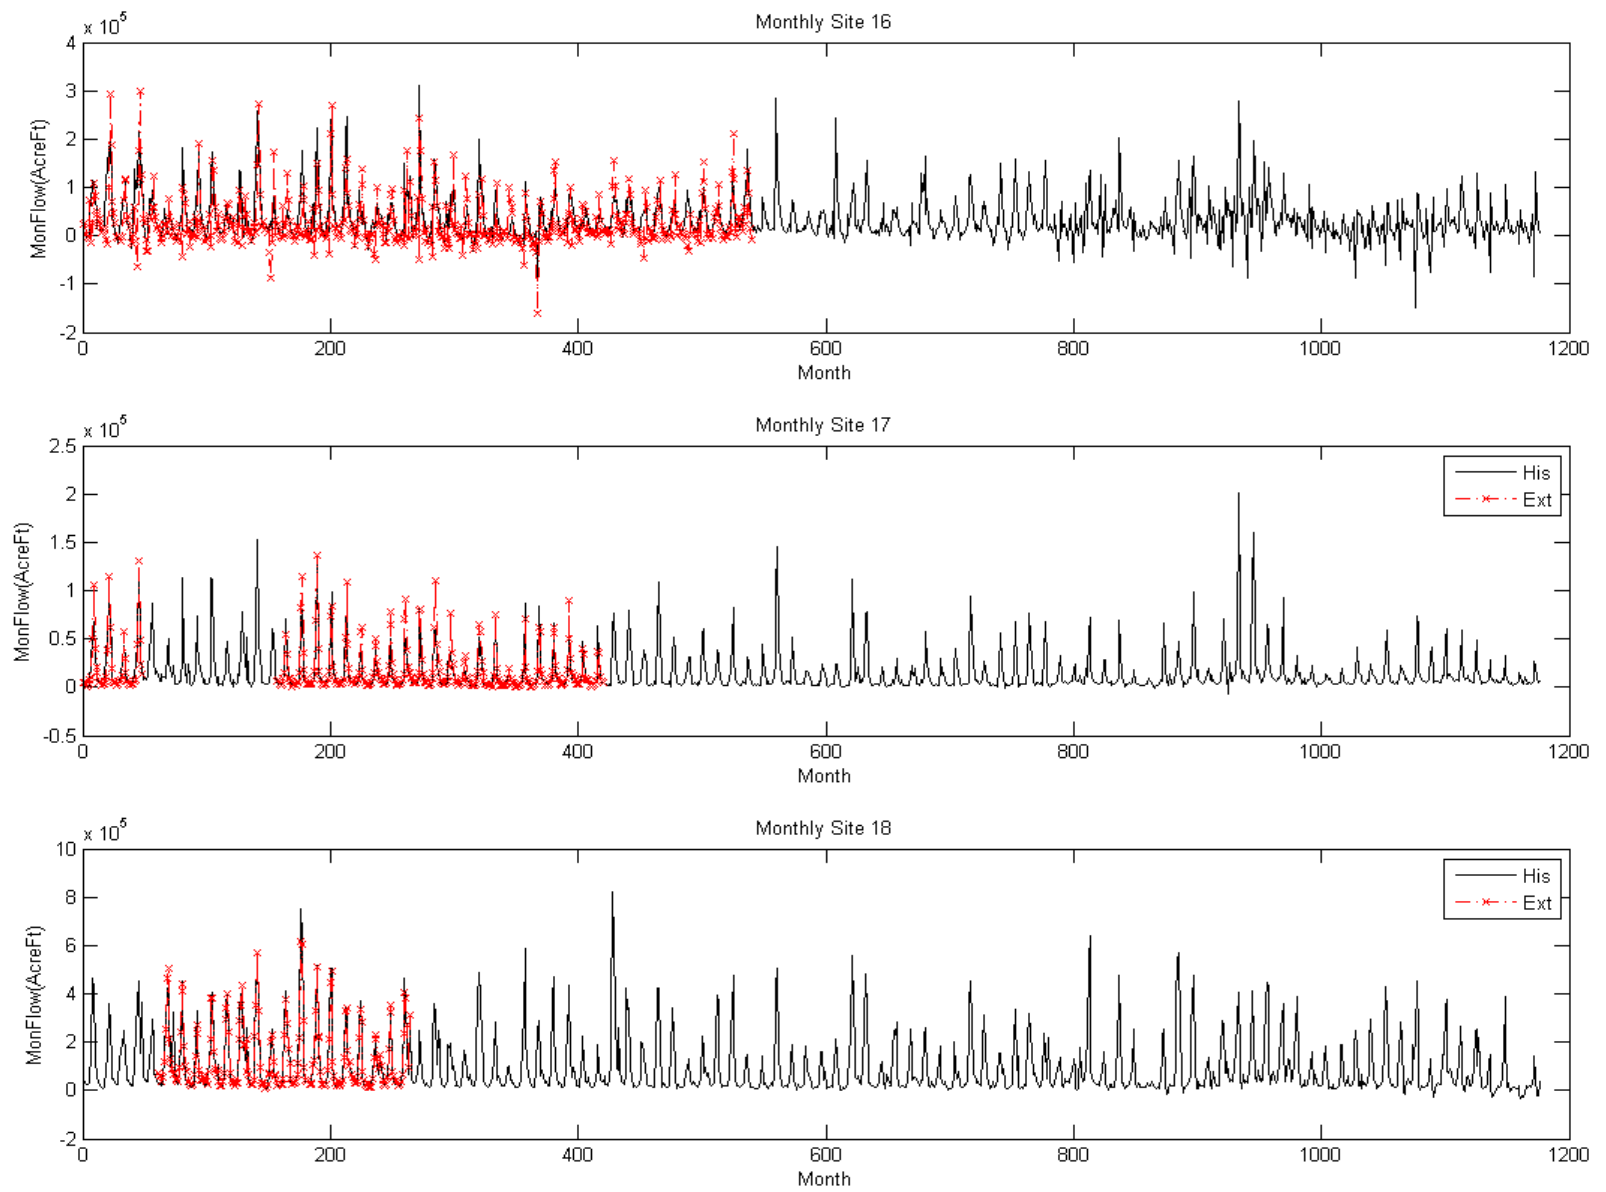 Monthly Site 16
x 10^5
4
3
2
1
0
-1
-2
MonFlow(AcreFt)
0 200 400 600 800 1000 1200
Month
Monthly Site 17
x 10^5
2.5
2
1.5
1
0.5
0
-0.5
MonFlow(AcreFt)
His
Ext
0 200 400 600 800 1000 1200
Month
Monthly Site 18
x 10^5
10
8
6
4
2
0
-2
MonFlow(AcreFt)
His
Ext
0 200 400 600 800 1000 1200
Month